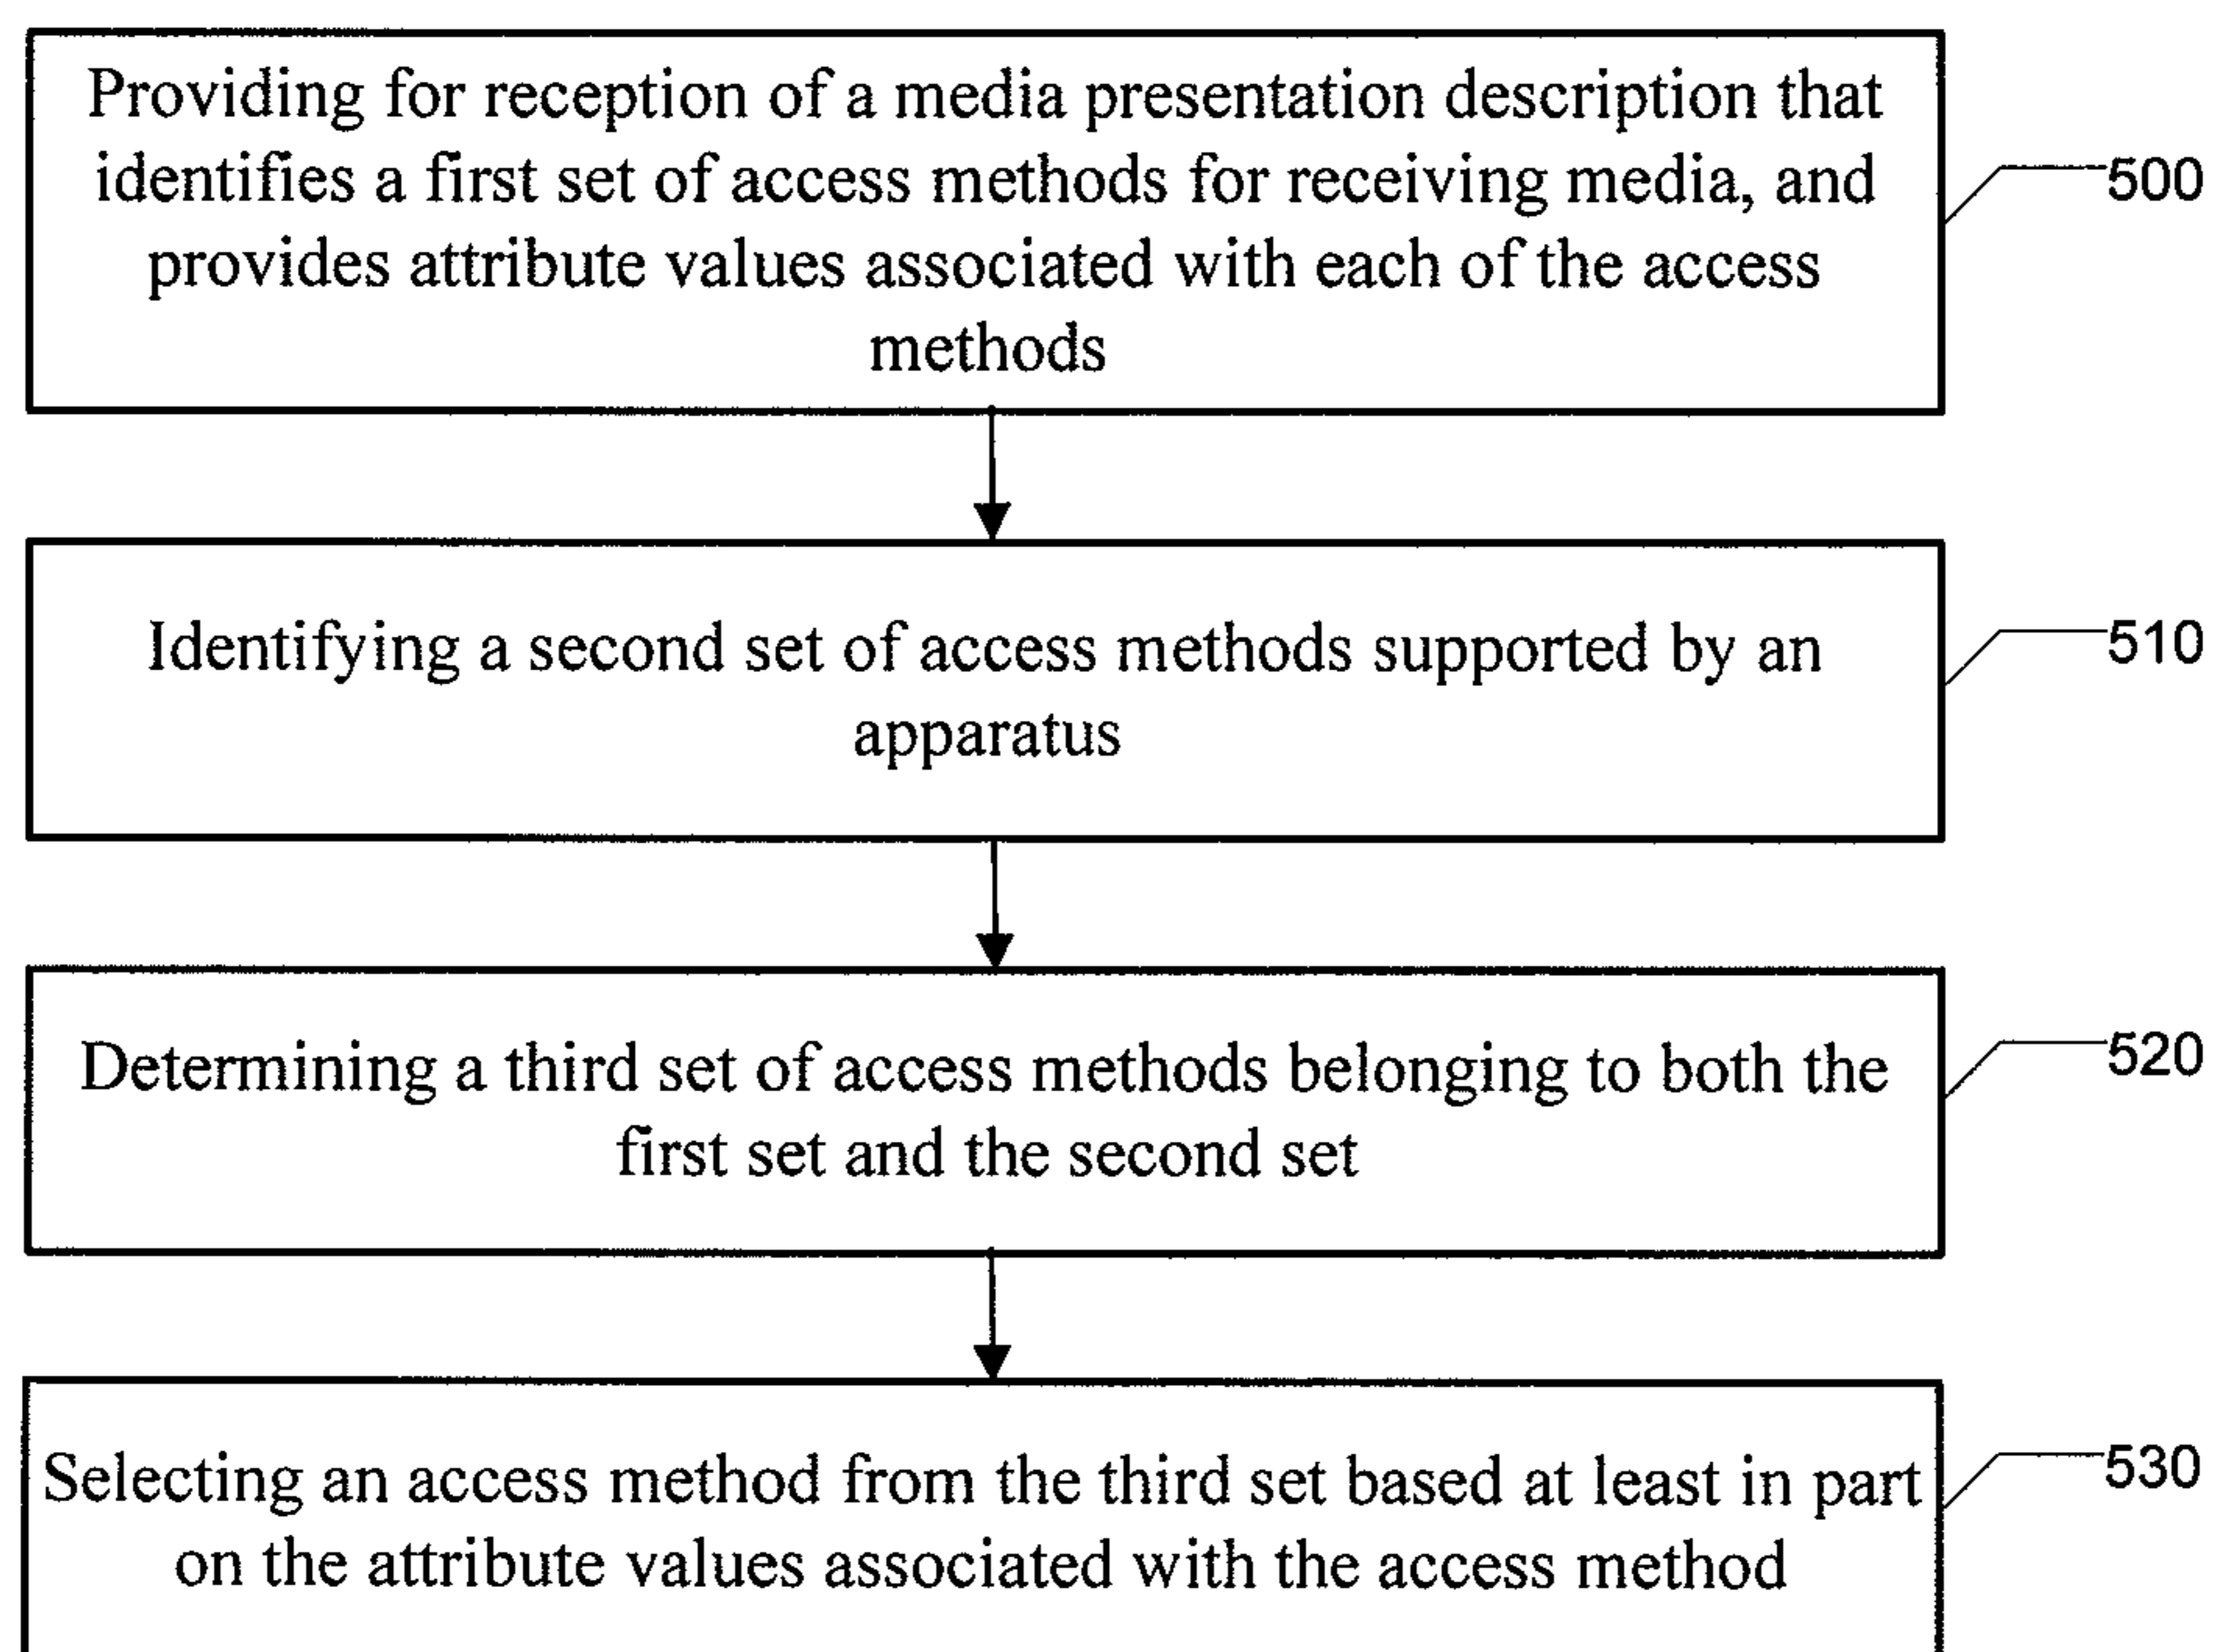 Providing for reception of a media presentation description that
identifies a first set of access methods for receiving media, and
provides attribute values associated with each of the access
methods
500
Identifying a second set of access methods supported by an
apparatus
510
Determining a third set of access methods belonging to both the
first set and the second set
520
Selecting an access method from the third set based at least in part
on the attribute values associated with the access method
530